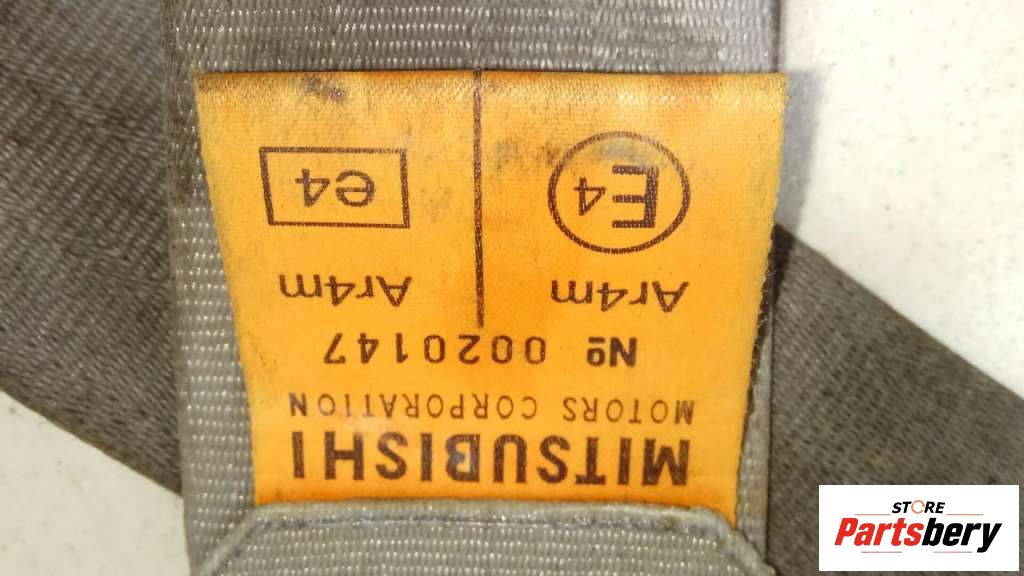 MITSUBISHI
MOTORS CORPORATION
№ 0020147
Ar4m Ar4m
E4 e4
STORE
Partsbery